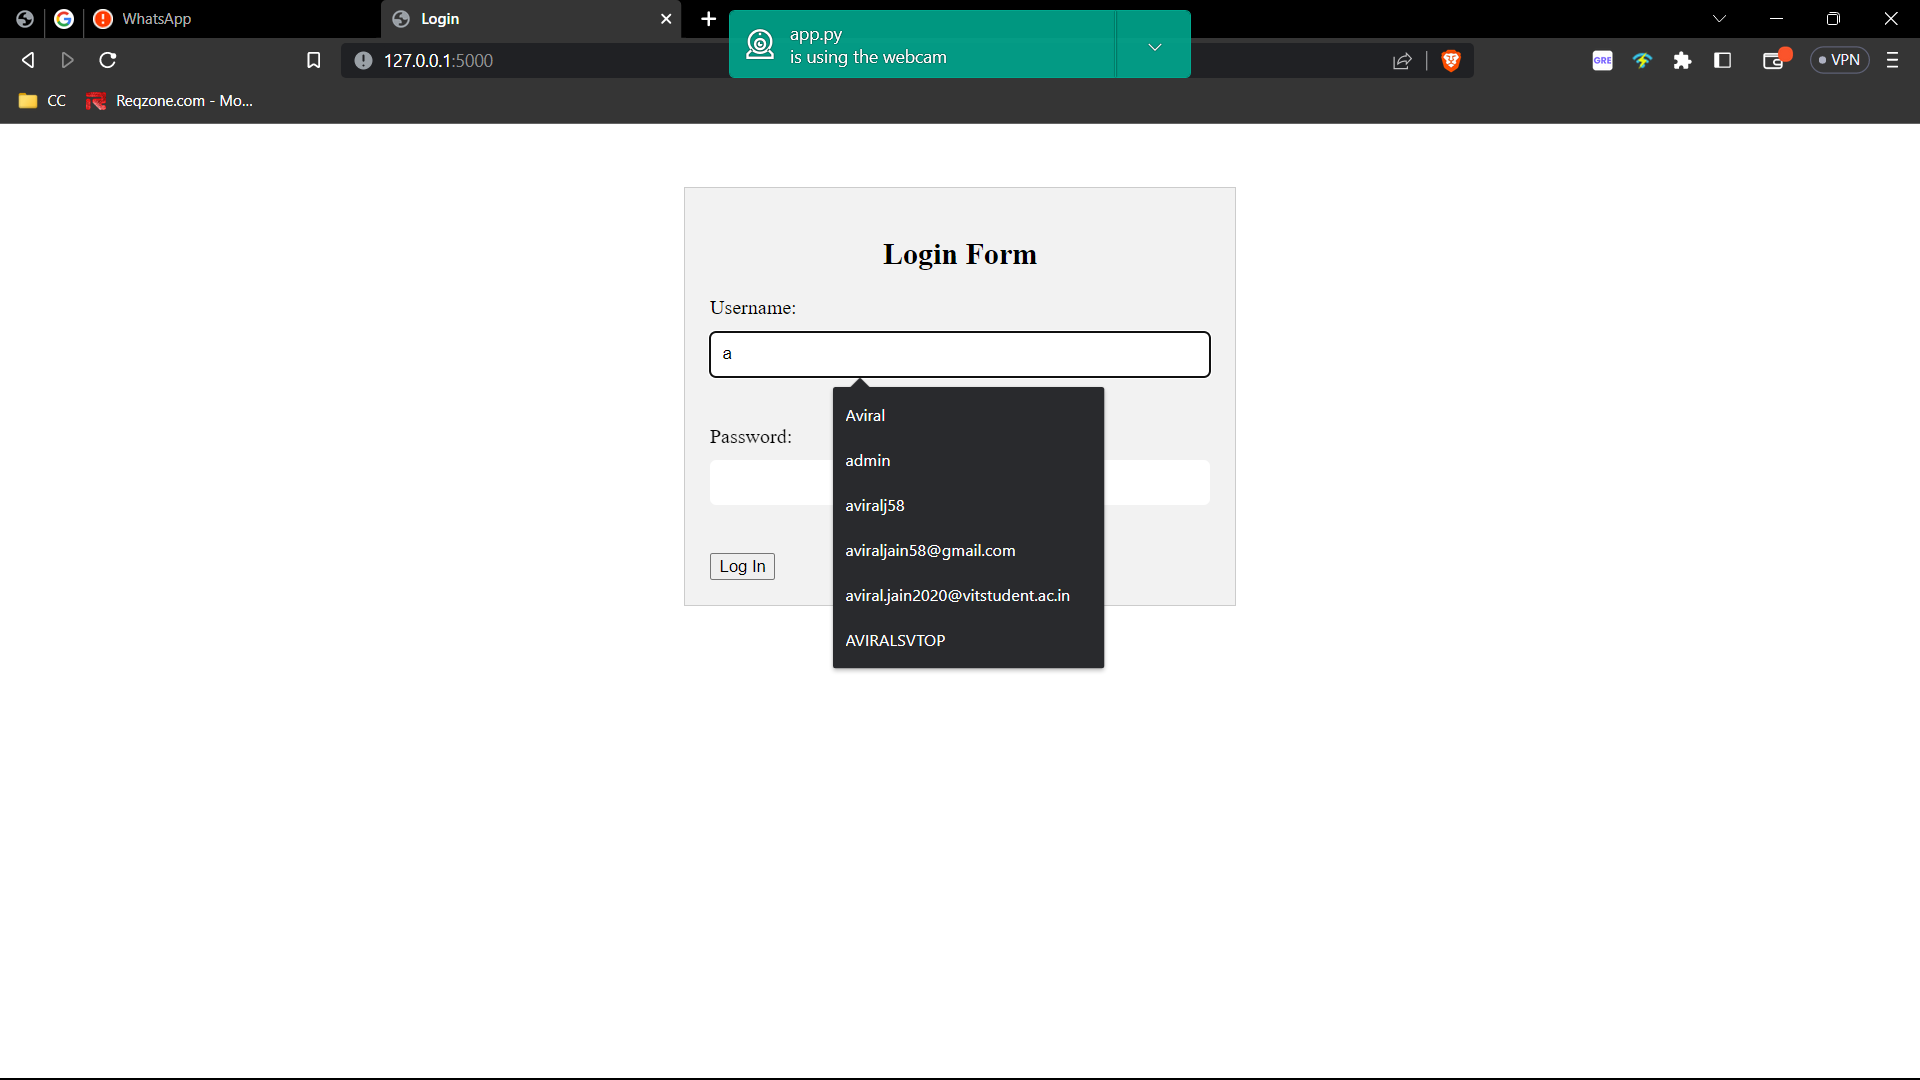 WhatsApp
Login
app.py
is using the webcam
127.0.0.1:5000
GRE
VPN
CC
Reqzone.com - Mo...
Login Form
Username:
a
Aviral
Password:
admin
aviralj58
aviraljain58@gmail.com
Log In
aviral.jain2020@vitstudent.ac.in
AVIRALSVTOP